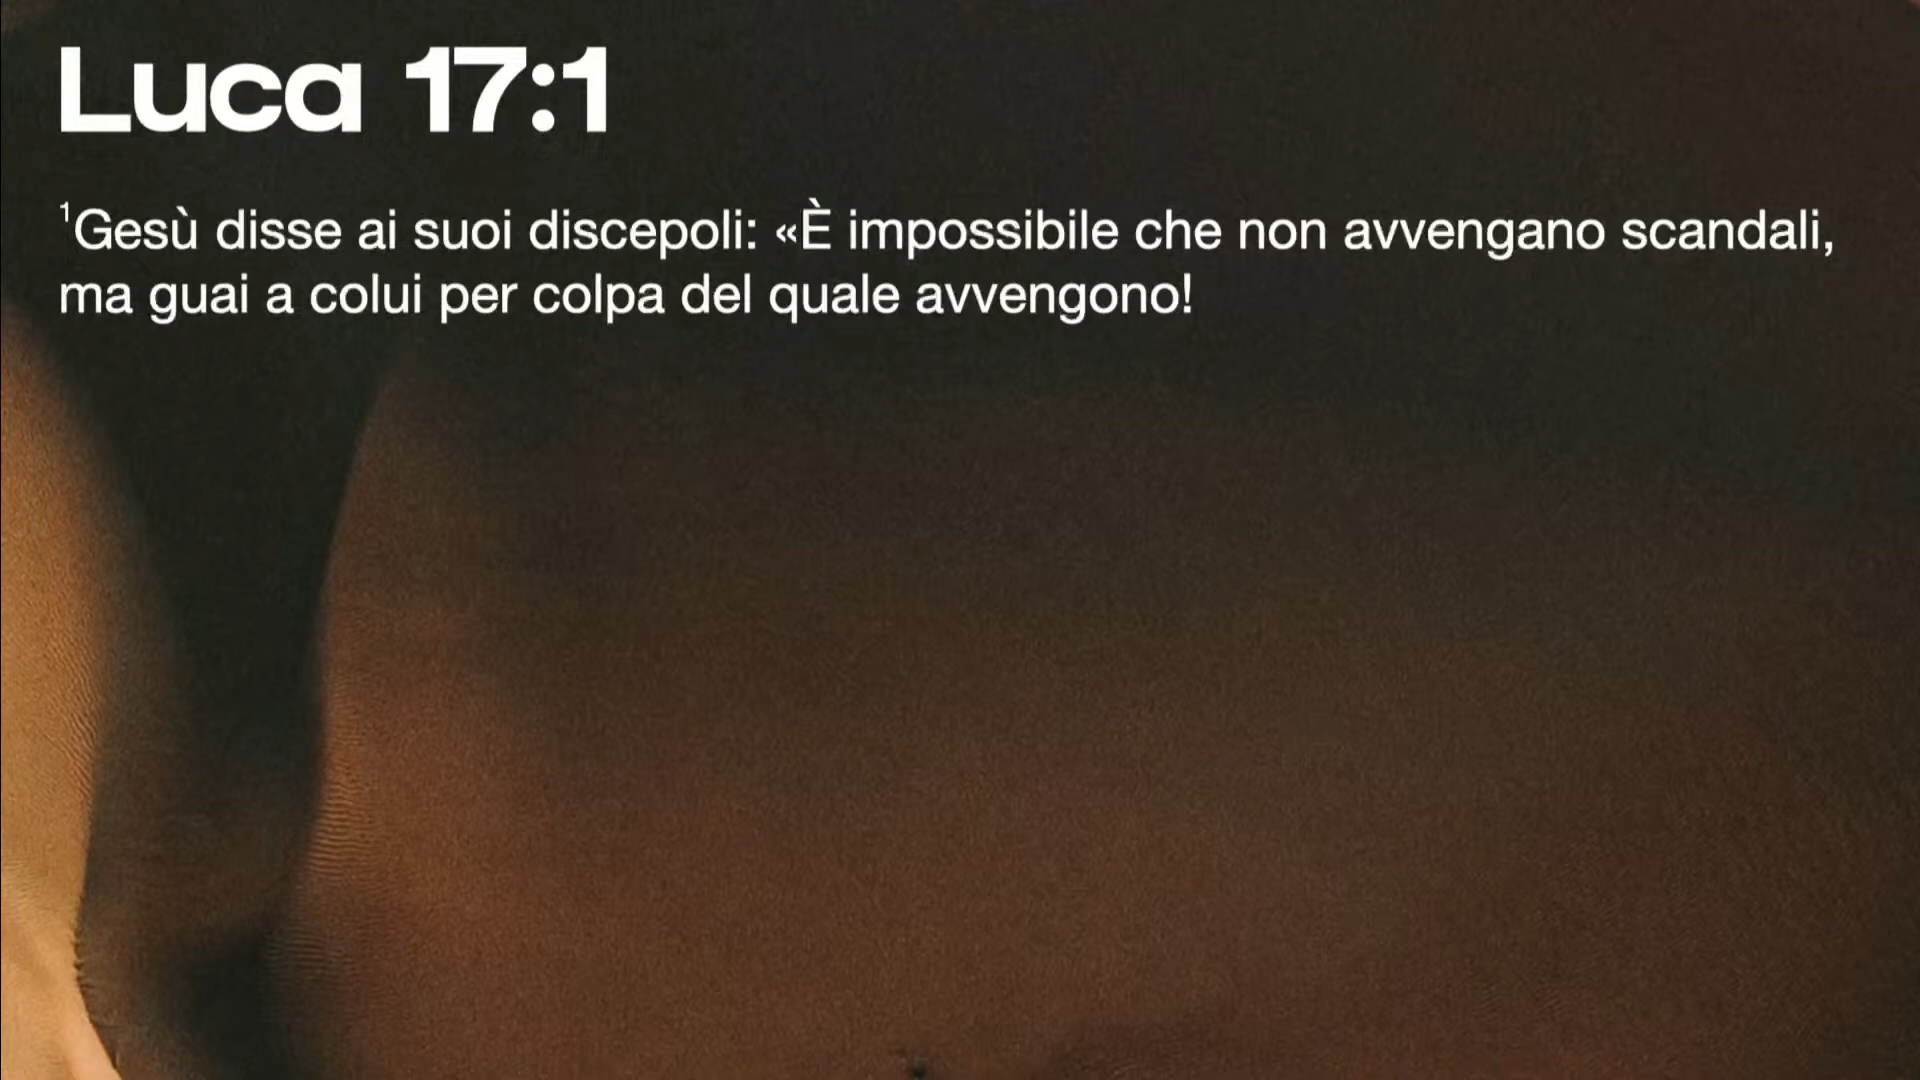 Luca 17:1
¹Gesù disse ai suoi discepoli: «È impossibile che non avvengano scandali,
ma guai a colui per colpa del quale avvengono!